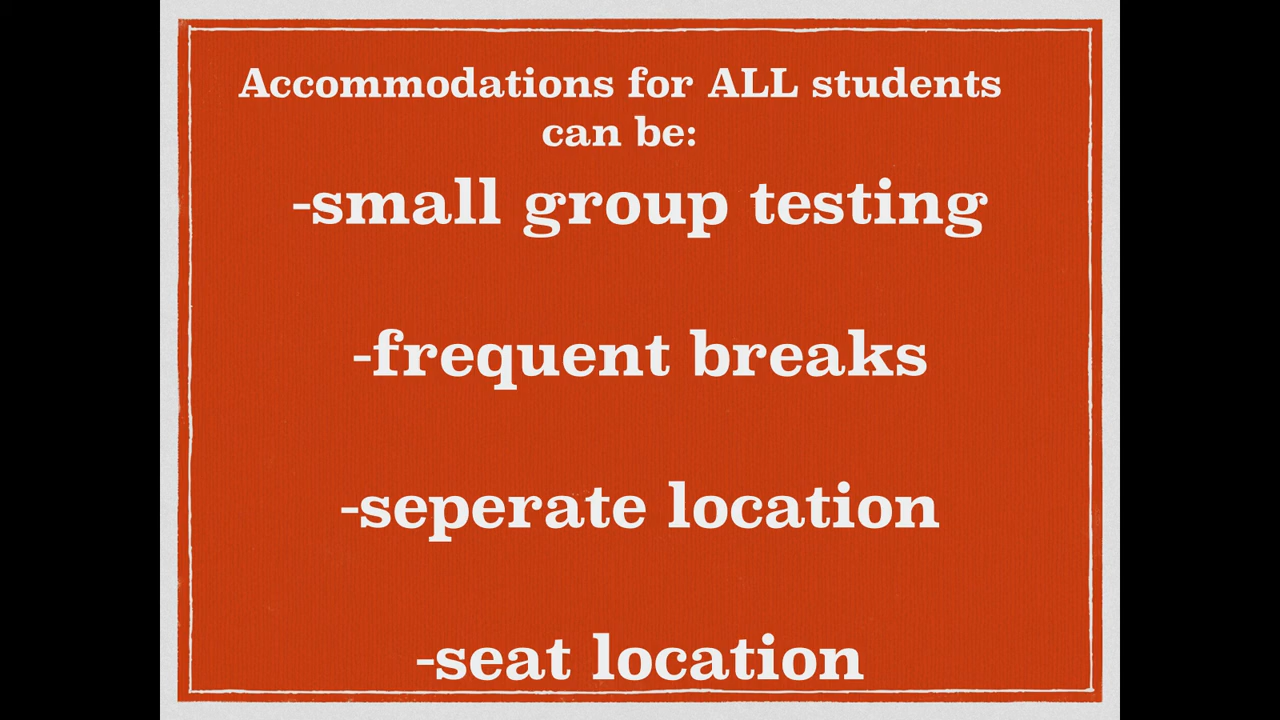 Accommodations for ALL students
can be:
-small group testing
-frequent breaks
-seperate location
-seat location